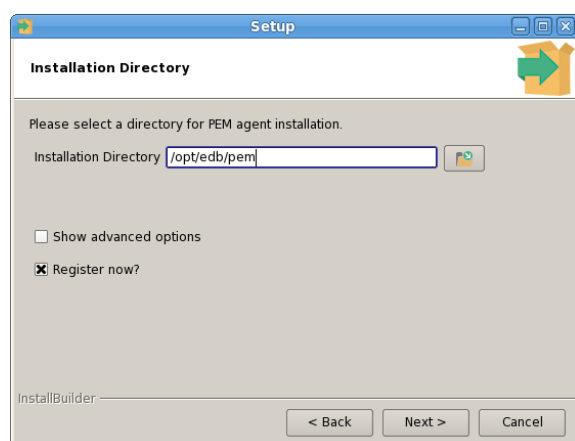 Setup
Installation Directory
Please select a directory for PEM agent installation.
Installation Directory /opt/edb/pem
Show advanced options
Register now?
InstallBuilder
< Back Next > Cancel